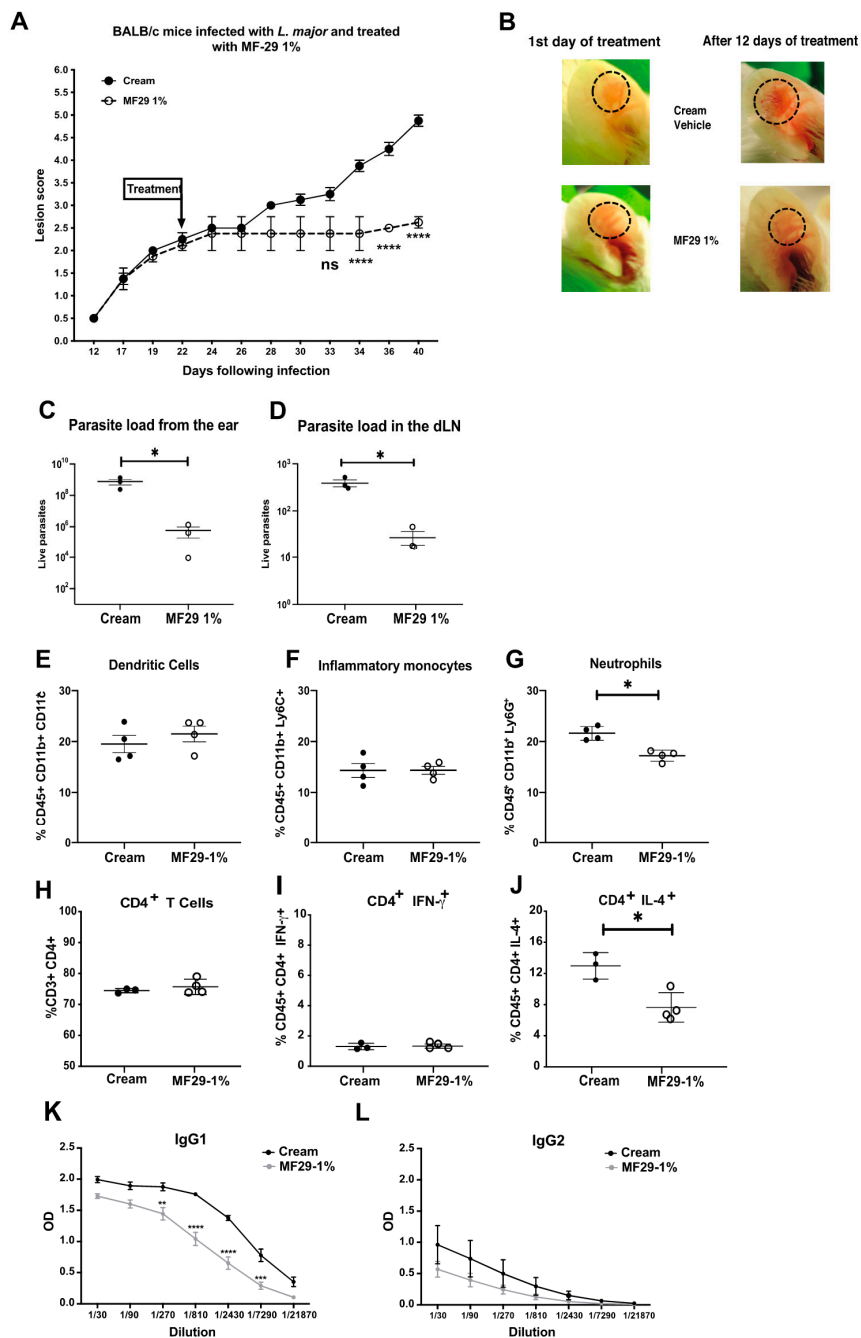 A
BALB/c mice infected with L. major and treated
with MF-29 1%
Cream
MF29 1%
Lesion score
6.0
5.5
5.0
4.5
4.0
3.5
3.0
2.5
2.0
1.5
1.0
0.5
0.0
Treatment
ns
****
****
****
12 17 19 22 24 26 28 30 33 34 36 40
Days following infection
B
1st day of treatment
After 12 days of treatment
Cream
Vehicle
MF29 1%
C
Parasite load from the ear
*
Live parasites
10^10
10^8
10^6
10^4
10^2
Cream MF29 1%
D
Parasite load in the dLN
*
Live parasites
10^3
10^2
10^1
10^0
Cream MF29 1%
E
Dendritic Cells
% CD45+ CD11b+ CD11c
30
20
10
0
Cream MF29-1%
F
Inflammatory monocytes
% CD45+ CD11b+ Ly6C+
30
20
10
0
Cream MF29-1%
G
Neutrophils
*
% CD45+ CD11b+ Ly6G+
30
20
10
0
Cream MF29-1%
H
CD4+ T Cells
%CD3+ CD4+
100
90
80
70
60
50
Cream MF29-1%
I
CD4+ IFN-γ+
% CD45+ CD4+ IFN-γ+
10
8
6
4
2
0
Cream MF29-1%
J
CD4+ IL-4+
*
% CD45+ CD4+ IL-4+
16
12
8
4
0
Cream MF29-1%
K
IgG1
Cream
MF29-1%
OD
2.5
2.0
1.5
1.0
0.5
0.0
**
****
****
***
1/30 1/90 1/270 1/810 1/2430 1/7290 1/21870
Dilution
L
IgG2
Cream
MF29-1%
OD
2.5
2.0
1.5
1.0
0.5
0.0
1/30 1/90 1/270 1/810 1/2430 1/7290 1/21870
Dilution